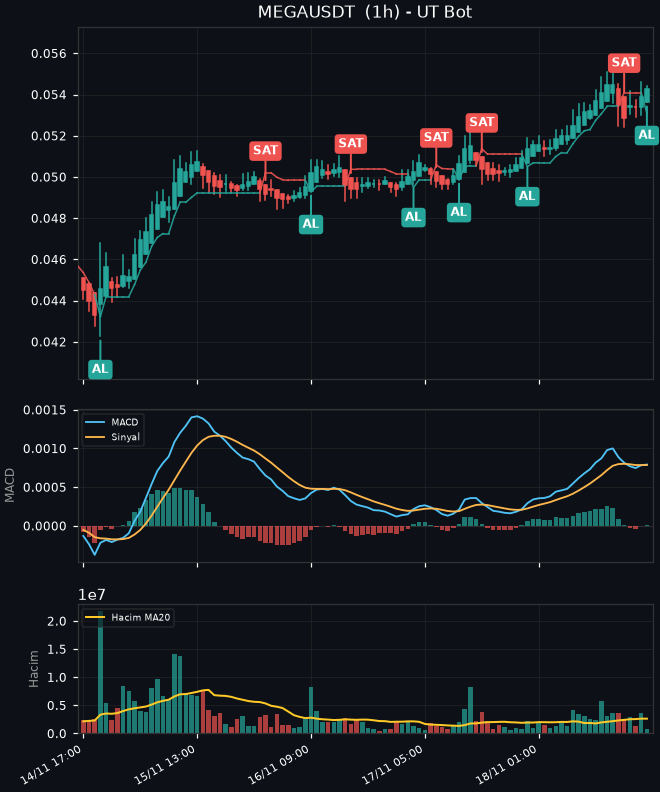 MEGAUSDT  (1h) - UT Bot
0.056
0.054
0.052
0.050
0.048
0.046
0.044
0.042
SAT
SAT
SAT
SAT
SAT
AL
AL
AL
AL
AL
AL
0.0015
0.0010
0.0005
0.0000
MACD
MACD
Sinyal
1e7
2.0
1.5
1.0
0.5
0.0
Hacim
Hacim MA20
14/11 17:00
15/11 13:00
16/11 09:00
17/11 05:00
18/11 01:00